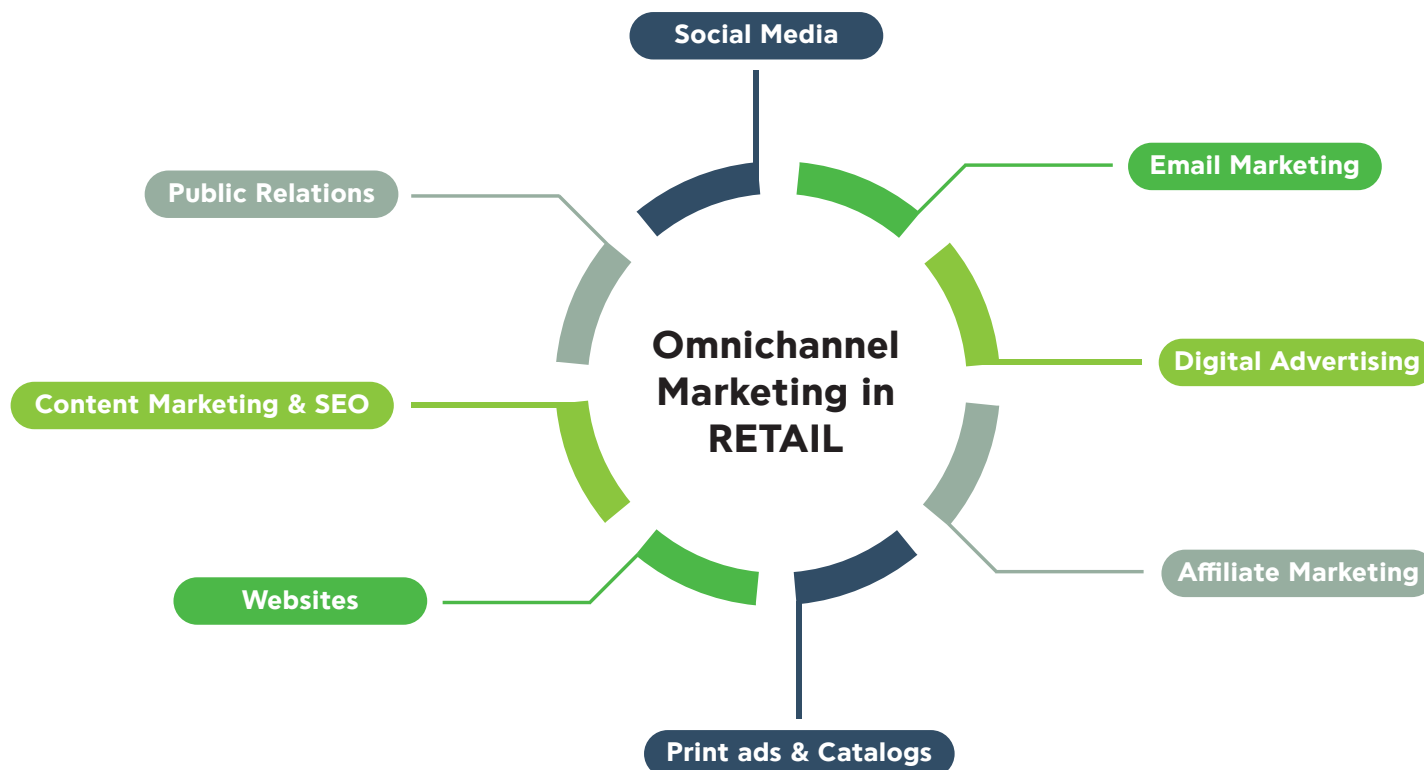 Social Media
Email Marketing
Public Relations
Omnichannel
Marketing in
RETAIL
Digital Advertising
Content Marketing & SEO
Affiliate Marketing
Websites
Print ads & Catalogs